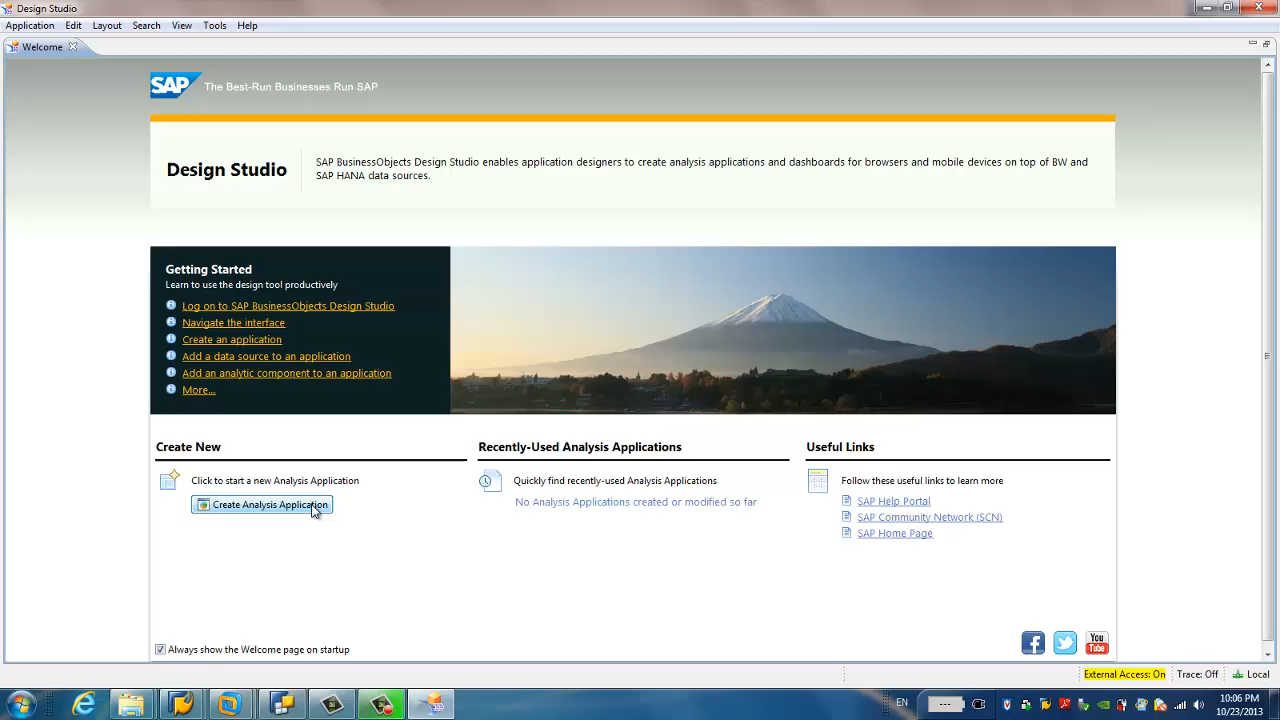 Design Studio
Application Edit Layout Search View Tools Help
Welcome
SAP The Best-Run Businesses Run SAP
Design Studio
SAP BusinessObjects Design Studio enables application designers to create analysis applications and dashboards for browsers and mobile devices on top of BW and
SAP HANA data sources.
Getting Started
Learn to use the design tool productively
Log on to SAP BusinessObjects Design Studio
Navigate the interface
Create an application
Add a data source to an application
Add an analytic component to an application
More...
Create New
Click to start a new Analysis Application
Create Analysis Application
Recently-Used Analysis Applications
Quickly find recently-used Analysis Applications
No Analysis Applications created or modified so far
Useful Links
Follow these useful links to learn more
SAP Help Portal
SAP Community Network (SCN)
SAP Home Page
You
Tube
Always show the Welcome page on startup
External Access: On Trace: Off Local
EN
10:06 PM
10/23/2013